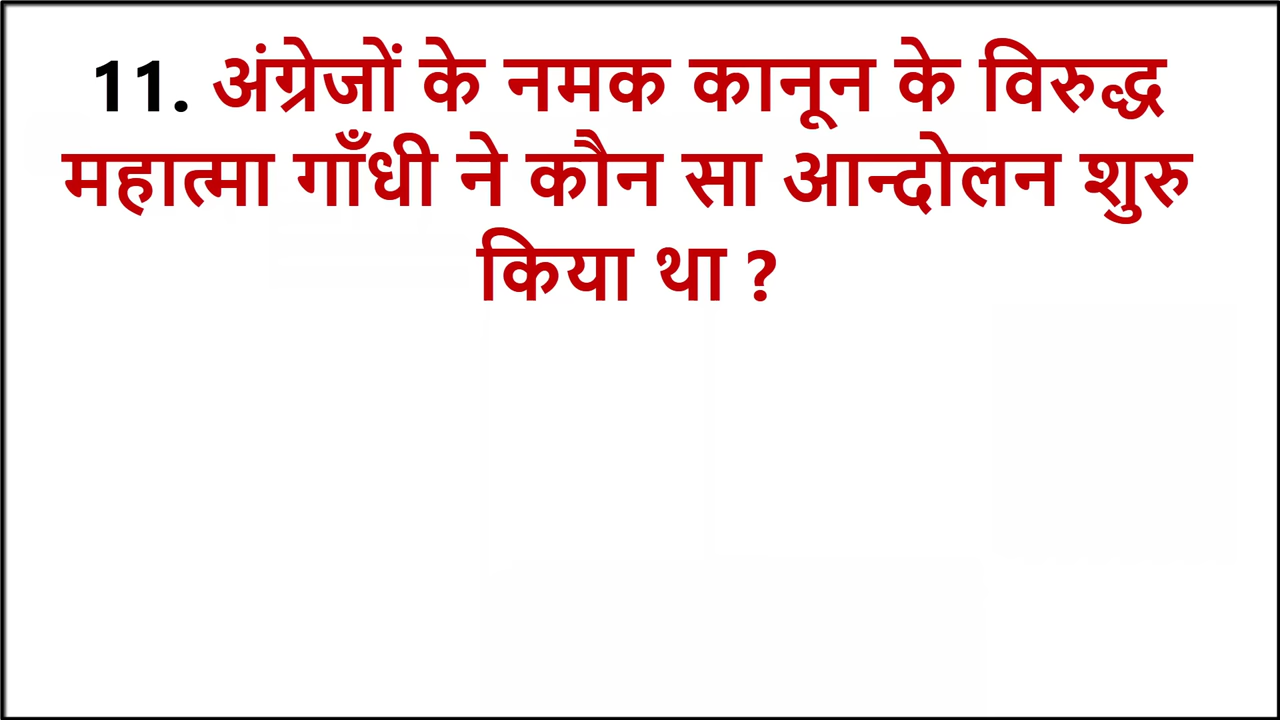 11. अंग्रेजों के नमक कानून के विरुद्ध
महात्मा गाँधी ने कौन सा आन्दोलन शुरु
किया था ?